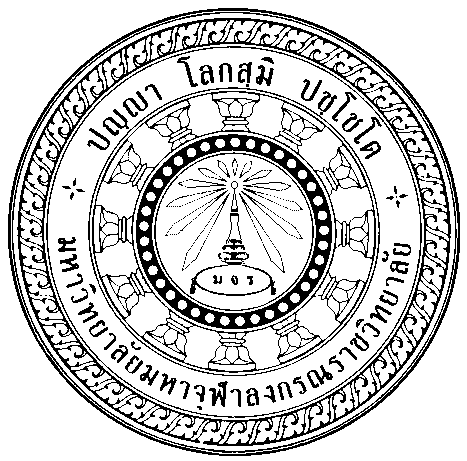 ปญฺญา โลกสฺมิ ปชฺโชโต
ม จ ร
มหาวิทยาลัยมหาจุฬาลงกรณราชวิทยาลัย